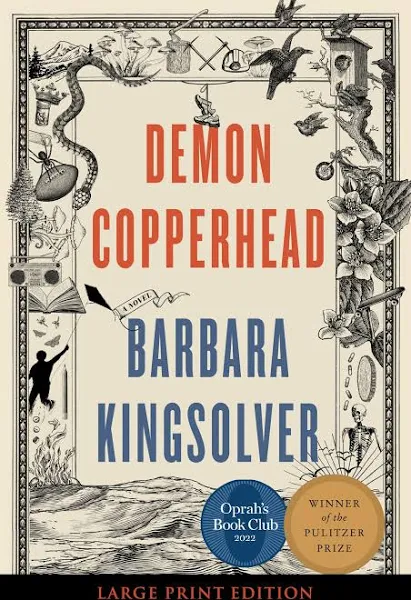 DEMON
COPPERHEAD
A NOVEL
BARBARA
KINGSOLVER
Oprah's
Book Club
2022
WINNER
of the
PULITZER
PRIZE
LARGE PRINT EDITION